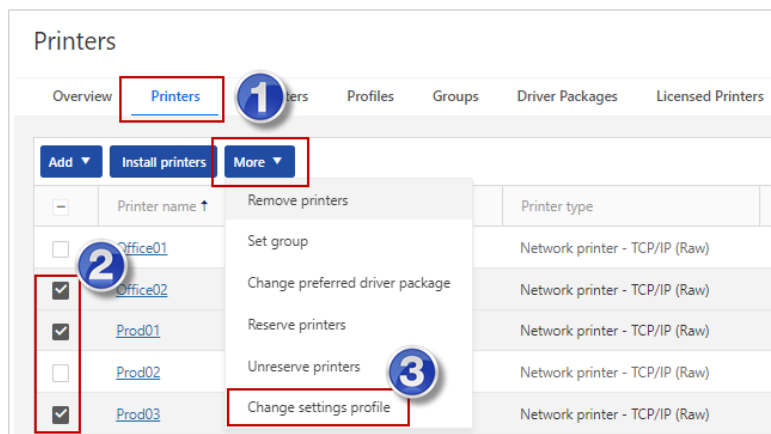 Printers
Overview Printers 1 ters Profiles Groups Driver Packages Licensed Printers
Add ▼ Install printers More ▼
Printer name ↑ Printer type
Remove printers
Set group
Change preferred driver package
Reserve printers
Unreserve printers
Change settings profile
Office01 Network printer - TCP/IP (Raw)
2
Office02 Network printer - TCP/IP (Raw)
Prod01 Network printer - TCP/IP (Raw)
Prod02 Network printer - TCP/IP (Raw)
3
Prod03 Network printer - TCP/IP (Raw)